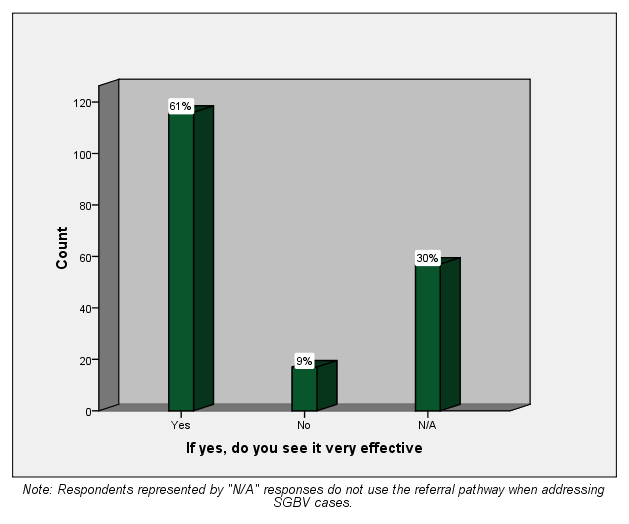 61%
120
100
80
60
40
20
0
Count
9%
30%
Yes
No
N/A
If yes, do you see it very effective
Note: Respondents represented by "N/A" responses do not use the referral pathway when addressing
SGBV cases.